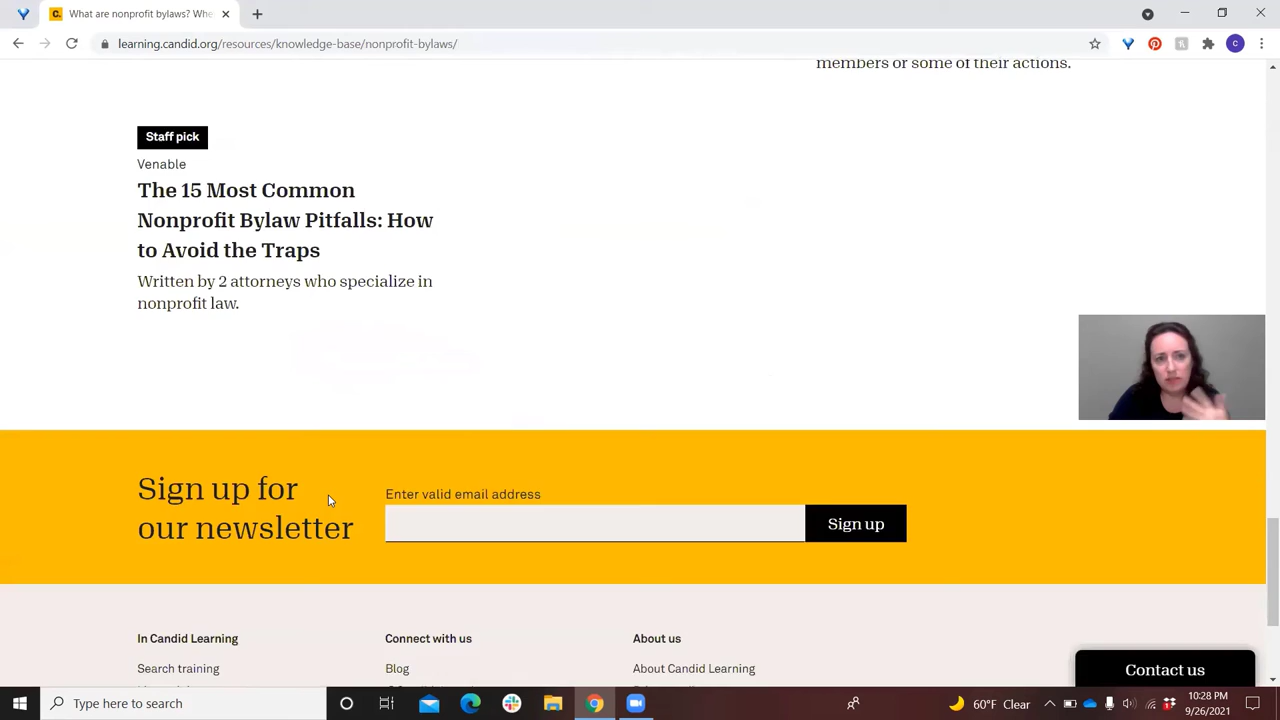 What are nonprofit bylaws? Whe
learning.candid.org/resources/knowledge-base/nonprofit-bylaws/
members or some of their actions.
Staff pick
Venable
The 15 Most Common
Nonprofit Bylaw Pitfalls: How
to Avoid the Traps
Written by 2 attorneys who specialize in
nonprofit law.
Sign up for
our newsletter
Enter valid email address
Sign up
In Candid Learning
Connect with us
About us
Search training
Blog
About Candid Learning
Contact us
Type here to search
60°F Clear
10:28 PM
9/26/2021